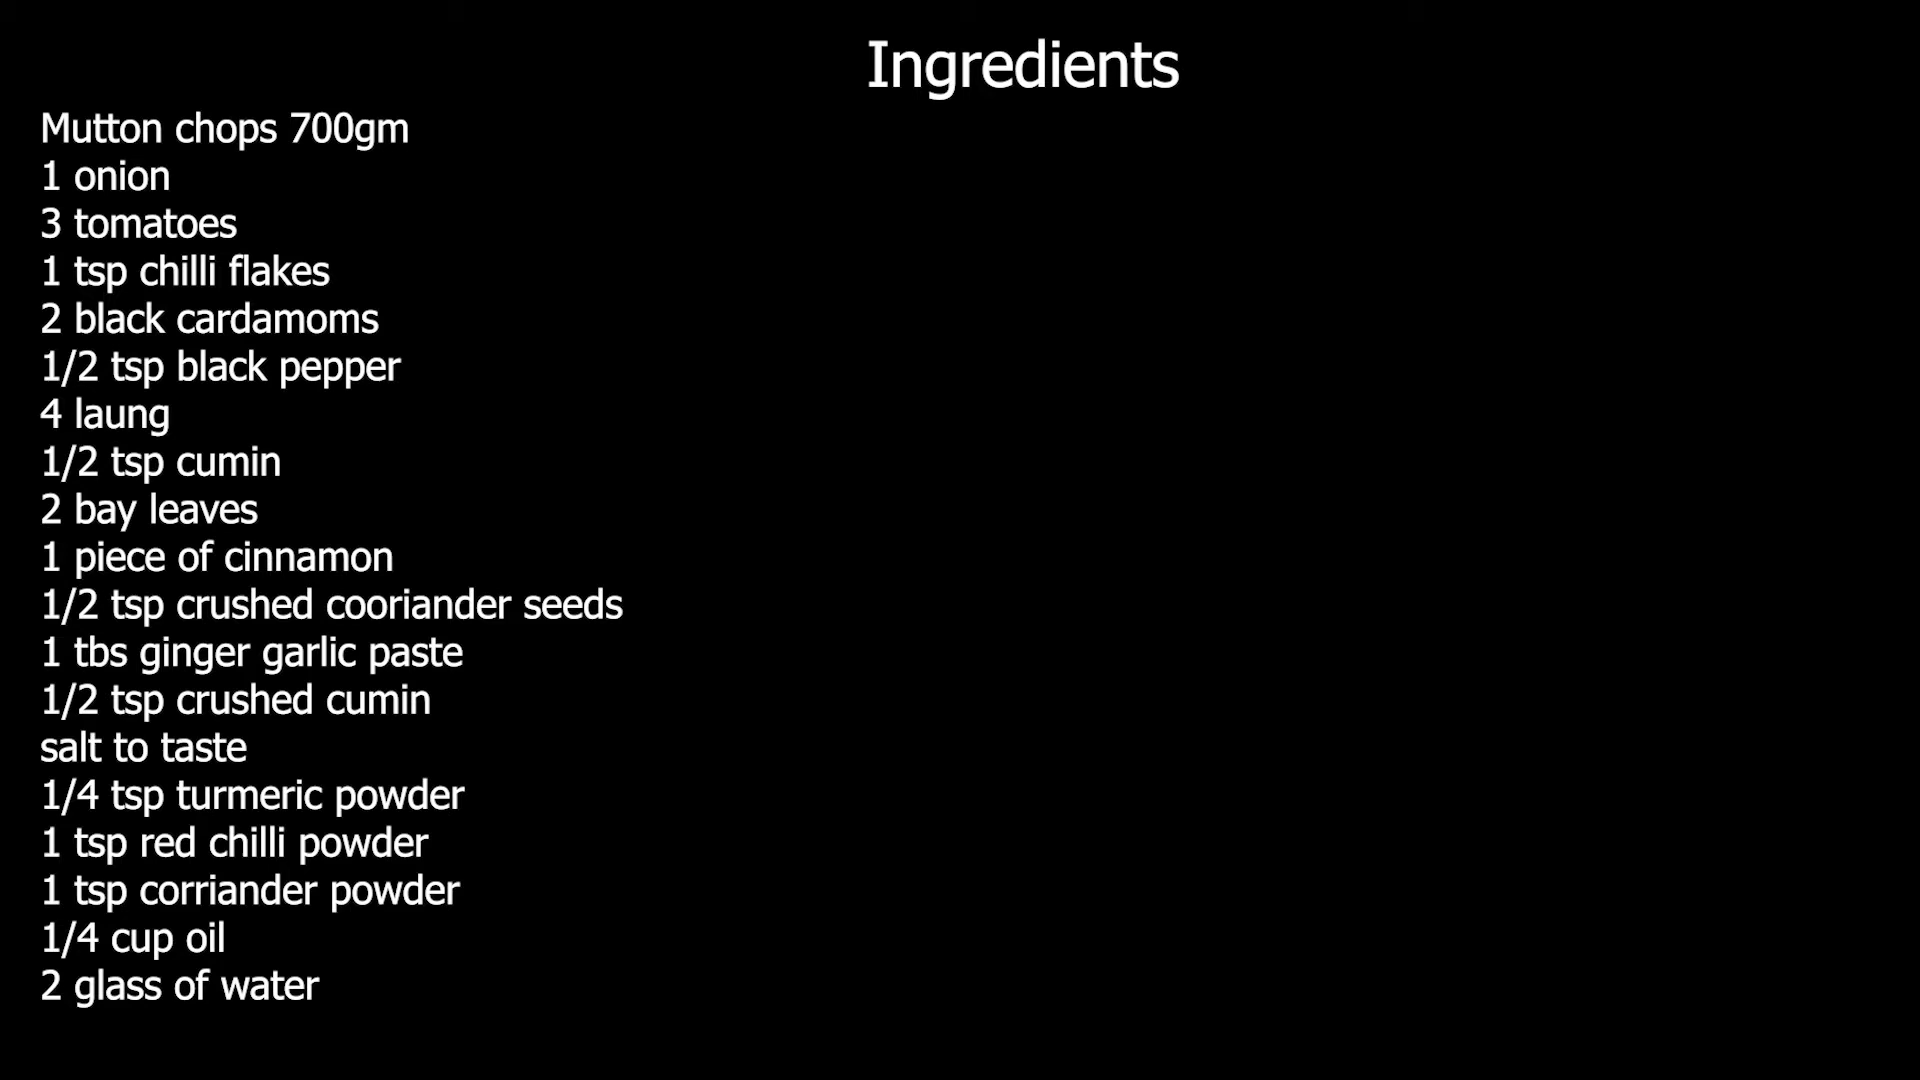 Ingredients
Mutton chops 700gm
1 onion
3 tomatoes
1 tsp chilli flakes
2 black cardamoms
1/2 tsp black pepper
4 laung
1/2 tsp cumin
2 bay leaves
1 piece of cinnamon
1/2 tsp crushed cooriander seeds
1 tbs ginger garlic paste
1/2 tsp crushed cumin
salt to taste
1/4 tsp turmeric powder
1 tsp red chilli powder
1 tsp corriander powder
1/4 cup oil
2 glass of water